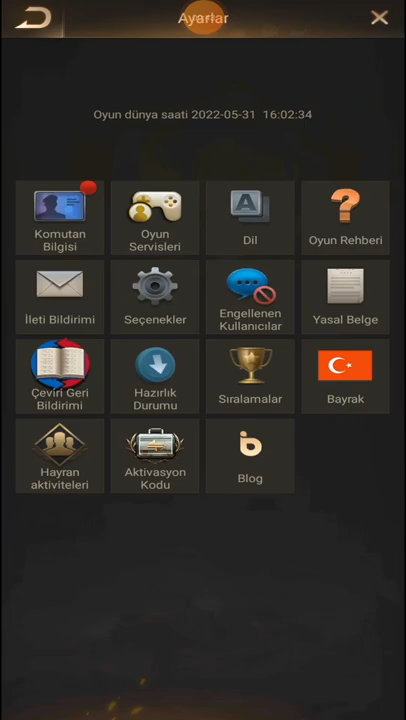 Ayarlar
Oyun dünya saati 2022-05-31 16:02:34
Komutan
Bilgisi
Oyun
Servisleri
Dil
Oyun Rehberi
İleti Bildirimi
Seçenekler
Engellenen
Kullanıcılar
Yasal Belge
Çeviri Geri
Bildirimi
Hazırlık
Durumu
Sıralamalar
Bayrak
Hayran
aktiviteleri
Aktivasyon
Kodu
Blog